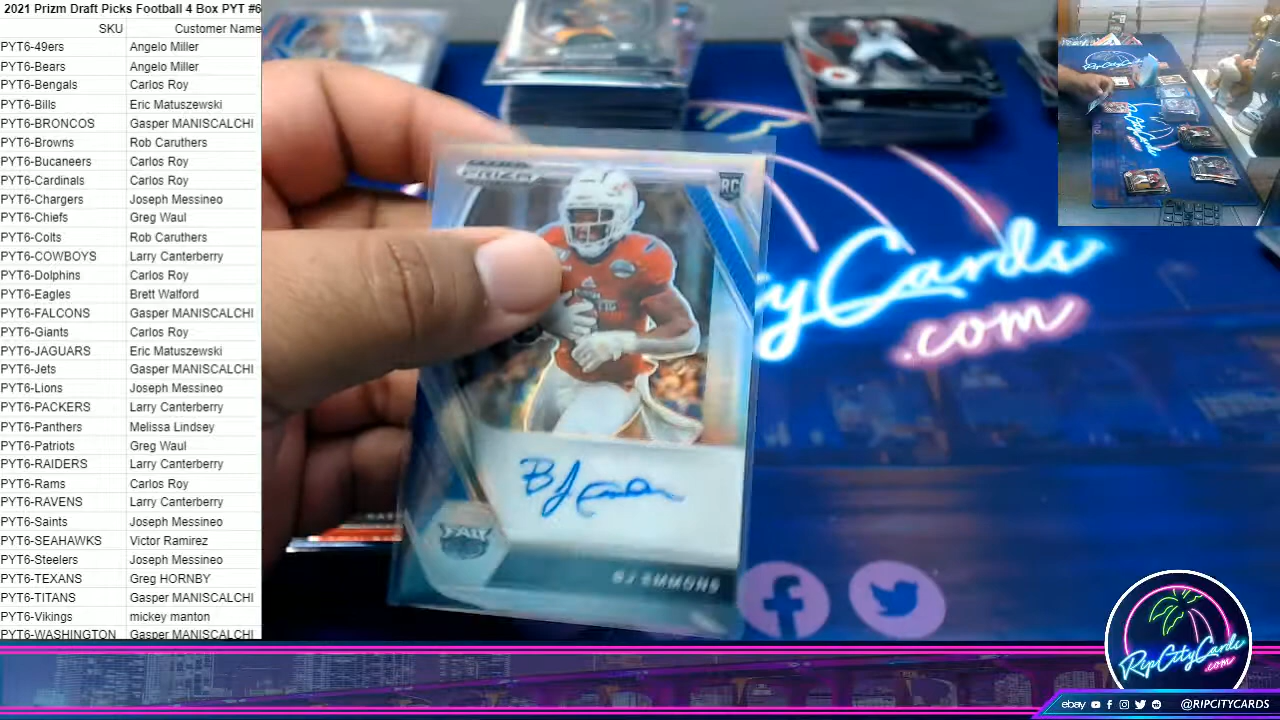 2021 Prizm Draft Picks Football 4 Box PYT #6
SKU Customer Name
PYT6-49ers Angelo Miller
PYT6-Bears Angelo Miller
PYT6-Bengals Carlos Roy
PYT6-Bills Eric Matuszewski
PYT6-BRONCOS Gasper MANISCALCHI
PYT6-Browns Rob Caruthers
PYT6-Bucaneers Carlos Roy
PYT6-Cardinals Carlos Roy
PYT6-Chargers Joseph Messineo
PYT6-Chiefs Greg Waul
PYT6-Colts Rob Caruthers
PYT6-COWBOYS Larry Canterberry
PYT6-Dolphins Carlos Roy
PYT6-Eagles Brett Walford
PYT6-FALCONS Gasper MANISCALCHI
PYT6-Giants Carlos Roy
PYT6-JAGUARS Eric Matuszewski
PYT6-Jets Gasper MANISCALCHI
PYT6-Lions Joseph Messineo
PYT6-PACKERS Larry Canterberry
PYT6-Panthers Melissa Lindsey
PYT6-Patriots Greg Waul
PYT6-RAIDERS Larry Canterberry
PYT6-Rams Carlos Roy
PYT6-RAVENS Larry Canterberry
PYT6-Saints Joseph Messineo
PYT6-SEAHAWKS Victor Ramirez
PYT6-Steelers Joseph Messineo
PYT6-TEXANS Greg HORNBY
PYT6-TITANS Gasper MANISCALCHI
PYT6-Vikings mickey manton
PYT6-WASHINGTON Gasper MANISCALCHI
PRIZM
RC
FAU
BJ EMMONS
yCards
.com
RipCityCards
.com
ebay
@RIPCITYCARDS